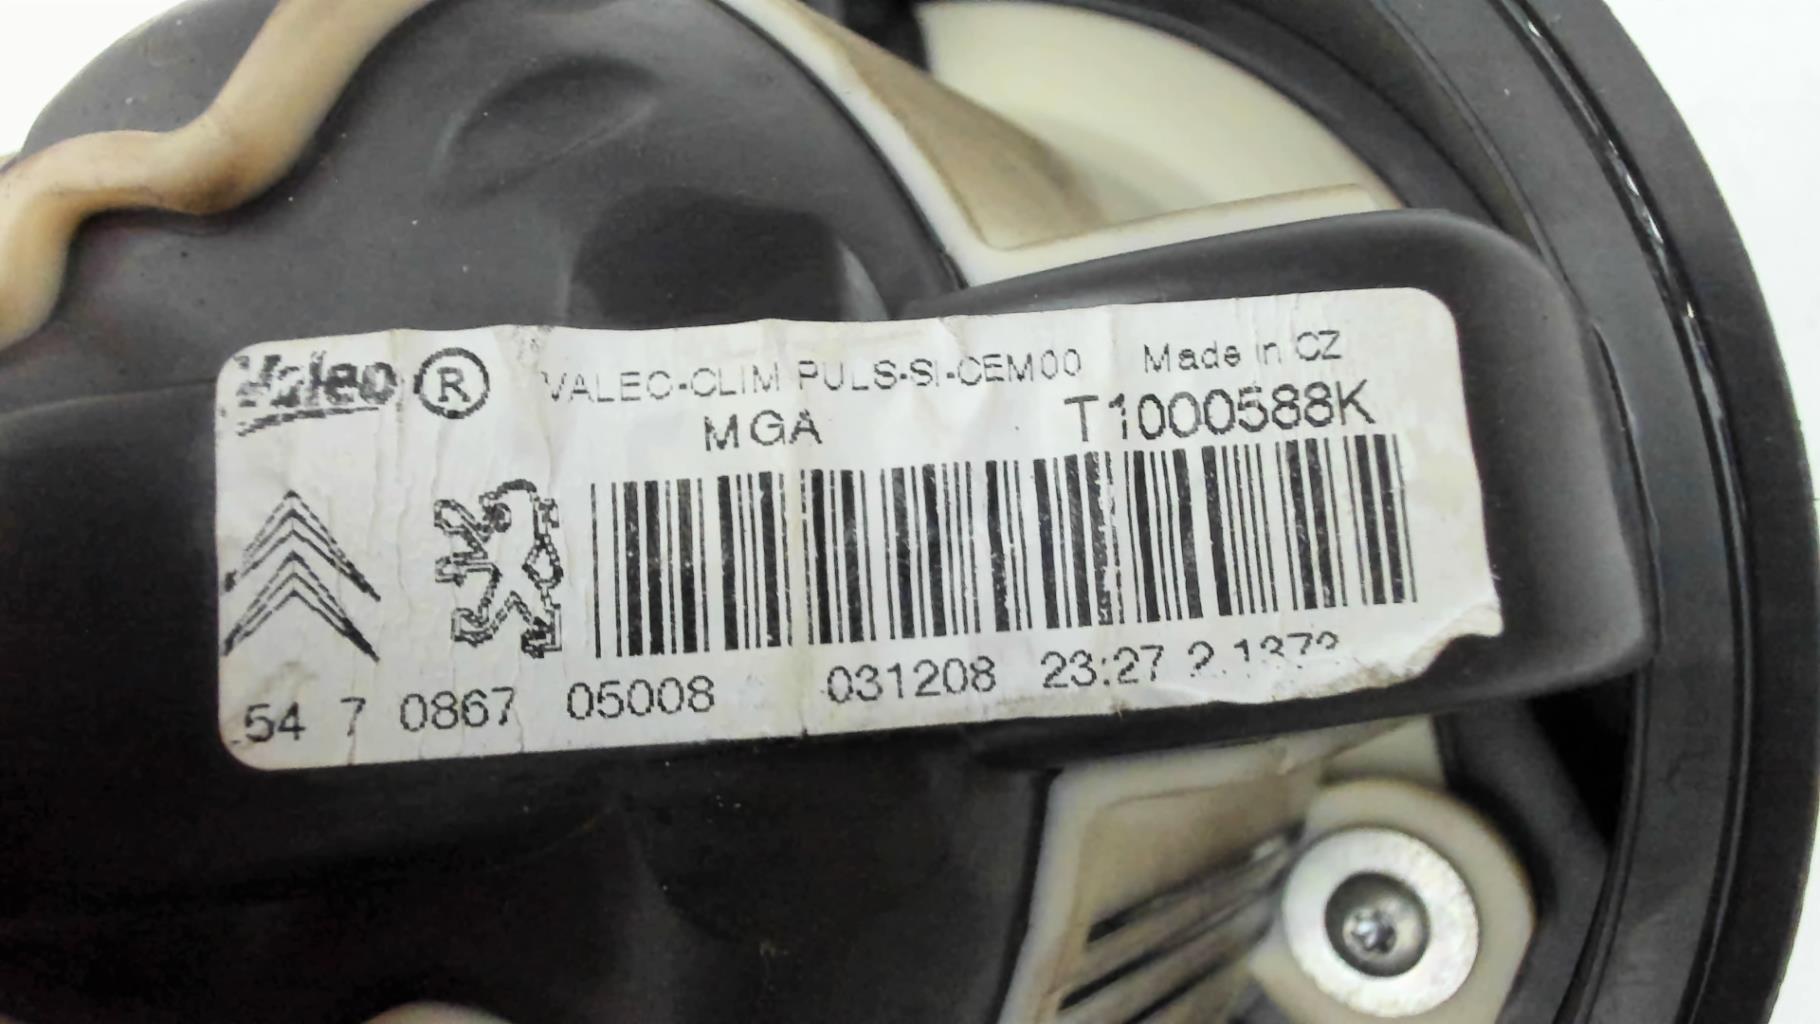 Valeo ® VALEO-CLIM PULS-SI-CEM00 Made in CZ
MGA T1000588K
54 7 0867 05008 031208 23:27